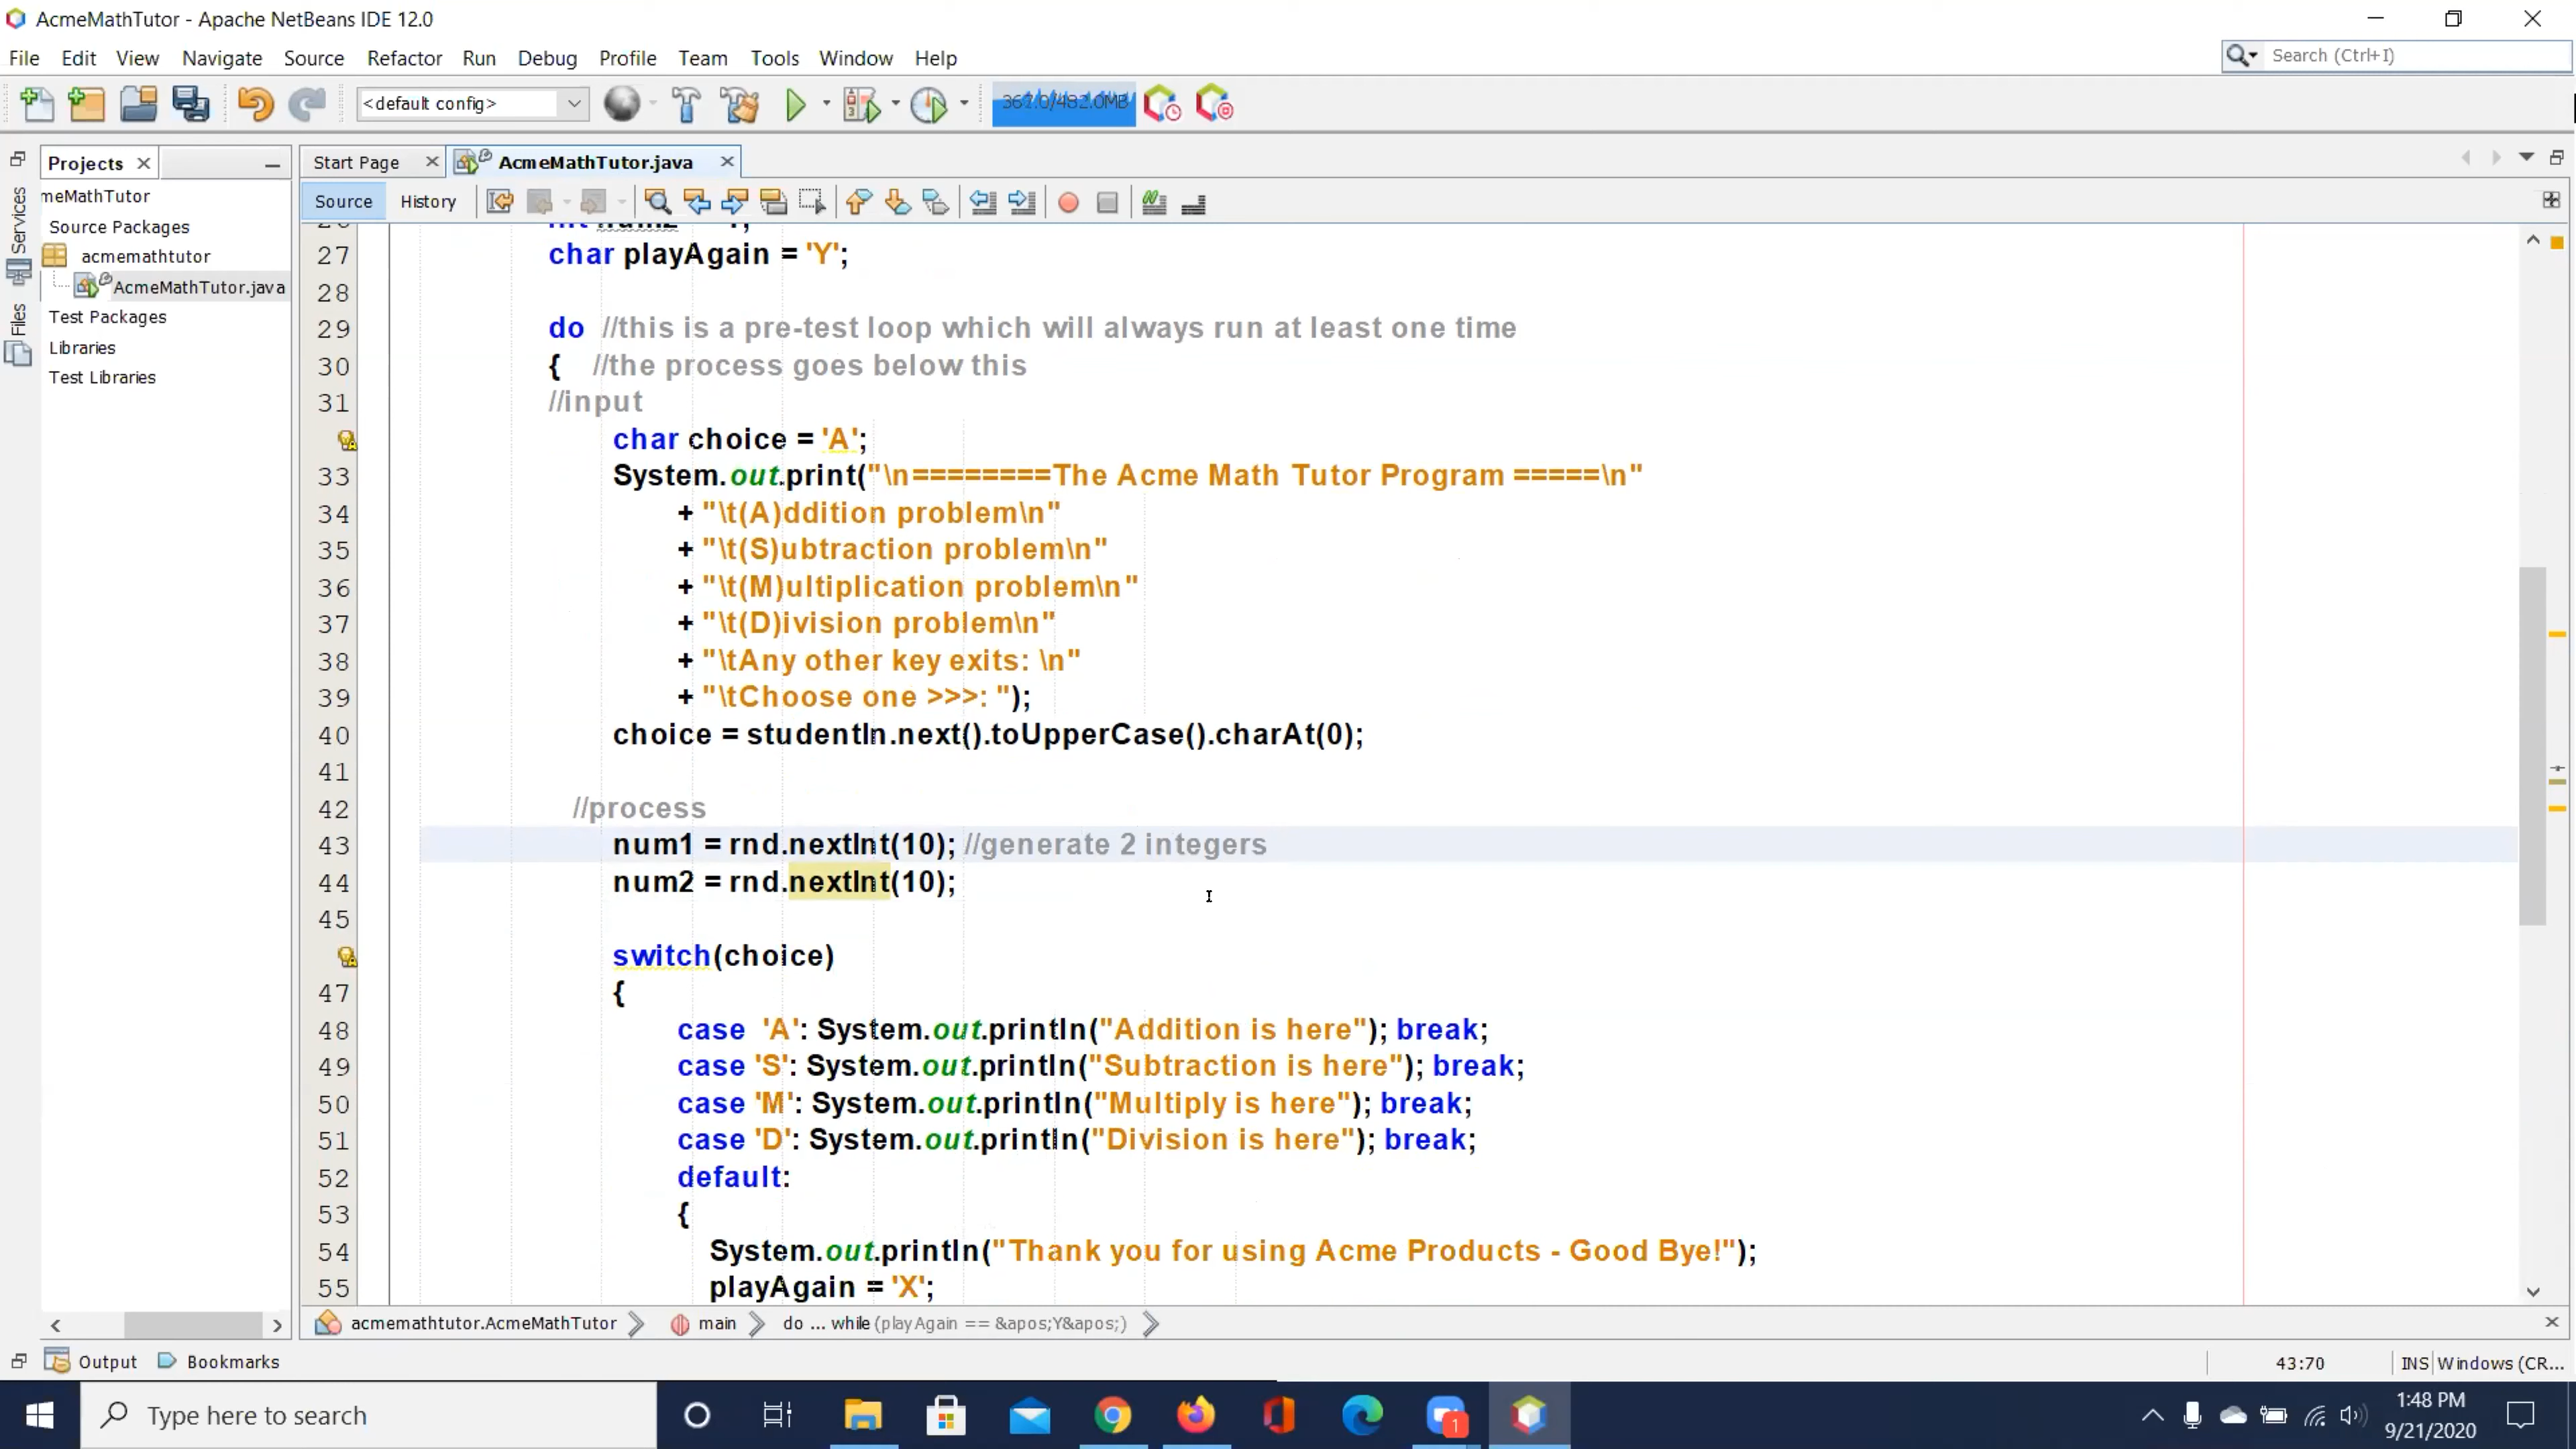 AcmeMathTutor - Apache NetBeans IDE 12.0
File Edit View Navigate Source Refactor Run Debug Profile Team Tools Window Help
Search (Ctrl+I)
<default config>
367.0/482.0MB
Projects
Start Page
AcmeMathTutor.java
Services
Files
meMathTutor
Source Packages
acmemathtutor
AcmeMathTutor.java
Test Packages
Libraries
Test Libraries
Source History
27 char playAgain = 'Y';
28
29 do //this is a pre-test loop which will always run at least one time
30 { //the process goes below this
31 //input
char choice = 'A';
33 System.out.print("\n========The Acme Math Tutor Program =====\n"
34 + "\t(A)ddition problem\n"
35 + "\t(S)ubtraction problem\n"
36 + "\t(M)ultiplication problem\n"
37 + "\t(D)ivision problem\n"
38 + "\tAny other key exits: \n"
39 + "\tChoose one >>>: ");
40 choice = studentIn.next().toUpperCase().charAt(0);
41
42 //process
43 num1 = rnd.nextInt(10); //generate 2 integers
44 num2 = rnd.nextInt(10);
45
switch(choice)
47 {
48 case 'A': System.out.println("Addition is here"); break;
49 case 'S': System.out.println("Subtraction is here"); break;
50 case 'M': System.out.println("Multiply is here"); break;
51 case 'D': System.out.println("Division is here"); break;
52 default:
53 {
54 System.out.println("Thank you for using Acme Products - Good Bye!");
55 playAgain = 'X';
acmemathtutor.AcmeMathTutor main do ... while (playAgain == &apos;Y&apos;)
Output Bookmarks
43:70 INS Windows (CR...
Type here to search
1
1:48 PM
9/21/2020